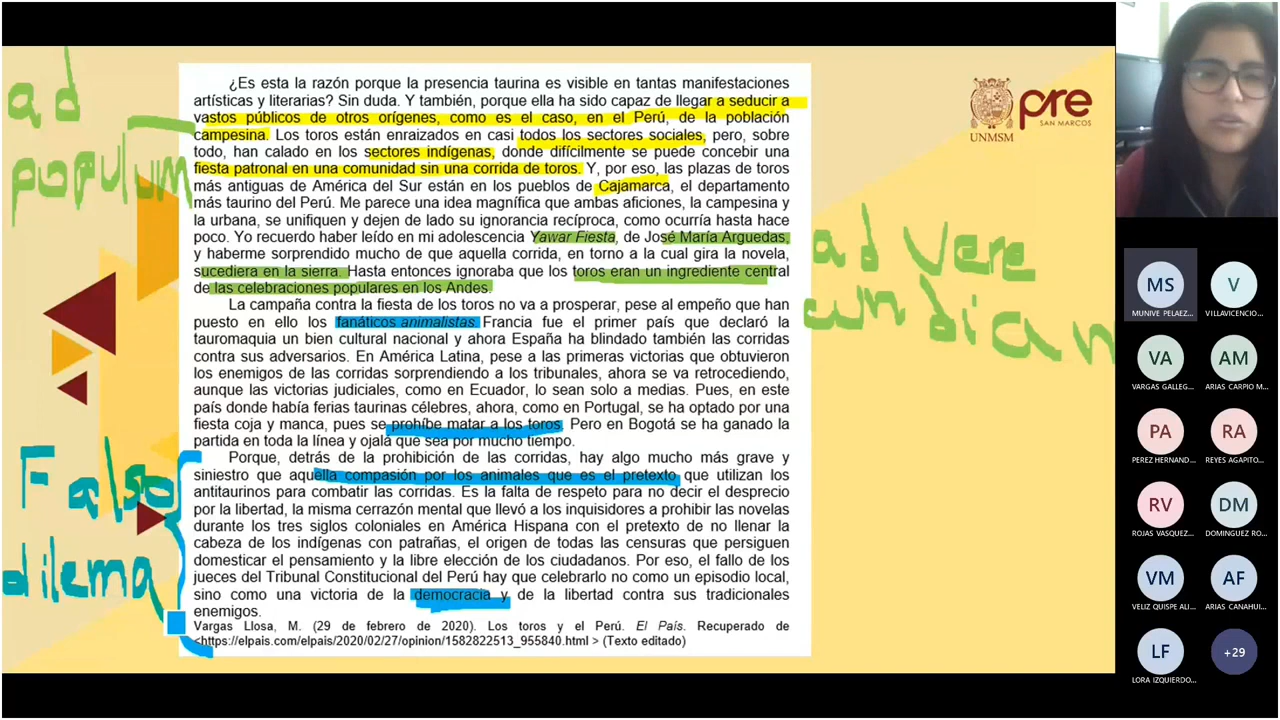 ad
populum
¿Es esta la razón porque la presencia taurina es visible en tantas manifestaciones
artísticas y literarias? Sin duda. Y también, porque ella ha sido capaz de llegar a seducir a
vastos públicos de otros orígenes, como es el caso, en el Perú, de la población
campesina. Los toros están enraizados en casi todos los sectores sociales, pero, sobre
todo, han calado en los sectores indígenas, donde difícilmente se puede concebir una
fiesta patronal en una comunidad sin una corrida de toros. Y, por eso, las plazas de toros
más antiguas de América del Sur están en los pueblos de Cajamarca, el departamento
más taurino del Perú. Me parece una idea magnífica que ambas aficiones, la campesina y
la urbana, se unifiquen y dejen de lado su ignorancia recíproca, como ocurría hasta hace
poco. Yo recuerdo haber leído en mi adolescencia Yawar Fiesta, de José María Arguedas,
y haberme sorprendido mucho de que aquella corrida, en torno a la cual gira la novela,
sucediera en la sierra. Hasta entonces ignoraba que los toros eran un ingrediente central
de las celebraciones populares en los Andes.
La campaña contra la fiesta de los toros no va a prosperar, pese al empeño que han
puesto en ello los fanáticos animalistas. Francia fue el primer país que declaró la
tauromaquia un bien cultural nacional y ahora España ha blindado también las corridas
contra sus adversarios. En América Latina, pese a las primeras victorias que obtuvieron
los enemigos de las corridas sorprendiendo a los tribunales, ahora se va retrocediendo,
aunque las victorias judiciales, como en Ecuador, lo sean solo a medias. Pues, en este
país donde había ferias taurinas célebres, ahora, como en Portugal, se ha optado por una
fiesta coja y manca, pues se prohíbe matar a los toros. Pero en Bogotá se ha ganado la
partida en toda la línea y ojalá que sea por mucho tiempo.
Porque, detrás de la prohibición de las corridas, hay algo mucho más grave y
siniestro que aquella compasión por los animales que es el pretexto que utilizan los
antitaurinos para combatir las corridas. Es la falta de respeto para no decir el desprecio
por la libertad, la misma cerrazón mental que llevó a los inquisidores a prohibir las novelas
durante los tres siglos coloniales en América Hispana con el pretexto de no llenar la
cabeza de los indígenas con patrañas, el origen de todas las censuras que persiguen
domesticar el pensamiento y la libre elección de los ciudadanos. Por eso, el fallo de los
jueces del Tribunal Constitucional del Perú hay que celebrarlo no como un episodio local,
sino como una victoria de la democracia y de la libertad contra sus tradicionales
enemigos.
Vargas Llosa, M. (29 de febrero de 2020). Los toros y el Perú. El País. Recuperado de
<https://elpais.com/elpais/2020/02/27/opinion/1582822513_955840.html > (Texto editado)
Falso
dilema
ad vere
cundian
UNMSM
pre
SAN MARCOS
MS
MUNIVE PELAEZ...
V
VILLAVICENCIO...
VA
VARGAS GALLEG...
AM
ARIAS CARPIO M...
PA
PEREZ HERNAND...
RA
REYES AGAPITO...
RV
ROJAS VASQUEZ...
DM
DOMINGUEZ RO...
VM
VELIZ QUISPE ALI...
AF
ARIAS CANAHUI...
LF
LORA IZQUIERDO...
+29